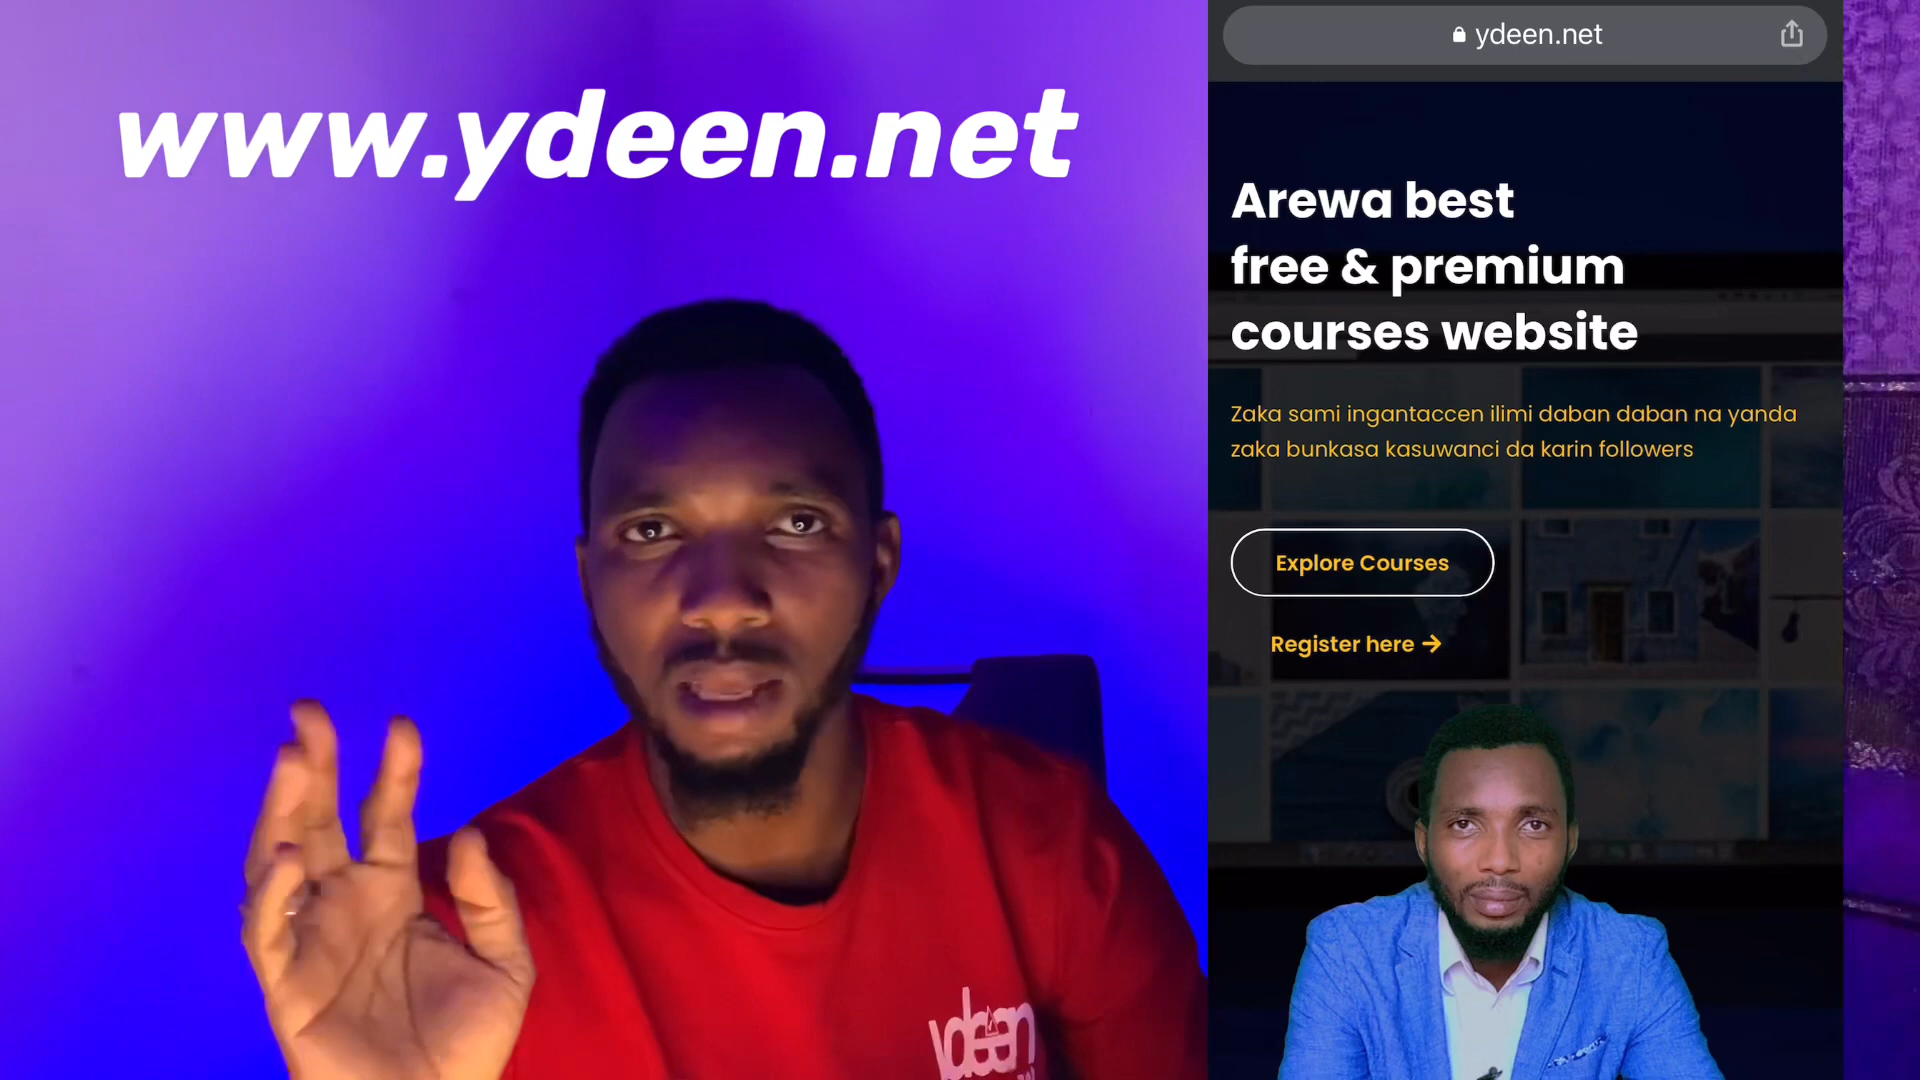 www.ydeen.net
ydeen
ydeen.net
Arewa best
free & premium
courses website
Zaka sami ingantaccen ilimi daban daban na yanda
zaka bunkasa kasuwanci da karin followers
Explore Courses
Register here →